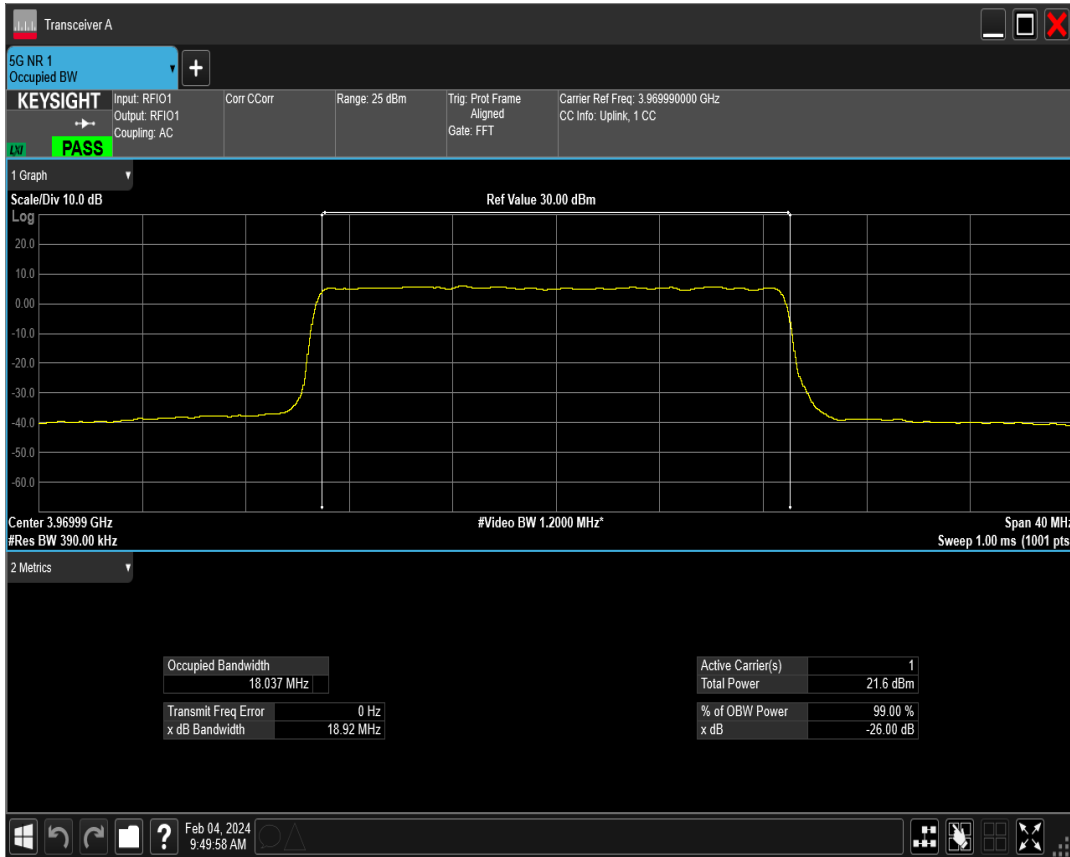 Transceiver A
5G NR 1
Occupied BW
+
KEYSIGHT
LXI
PASS
Input: RFIO1
Output: RFIO1
Coupling: AC
Corr CCorr
Range: 25 dBm
Trig: Prot Frame
Aligned
Gate: FFT
Carrier Ref Freq: 3.969990000 GHz
CC Info: Uplink, 1 CC
1 Graph
Scale/Div 10.0 dB
Ref Value 30.00 dBm
Log
20.0
10.0
0.00
-10.0
-20.0
-30.0
-40.0
-50.0
-60.0
Center 3.96999 GHz
#Video BW 1.2000 MHz*
Span 40 MHz
#Res BW 390.00 kHz
Sweep 1.00 ms (1001 pts
2 Metrics
Occupied Bandwidth
18.037 MHz
Transmit Freq Error 0 Hz
x dB Bandwidth 18.92 MHz
Active Carrier(s) 1
Total Power 21.6 dBm
% of OBW Power 99.00 %
x dB -26.00 dB
?
Feb 04, 2024
9:49:58 AM